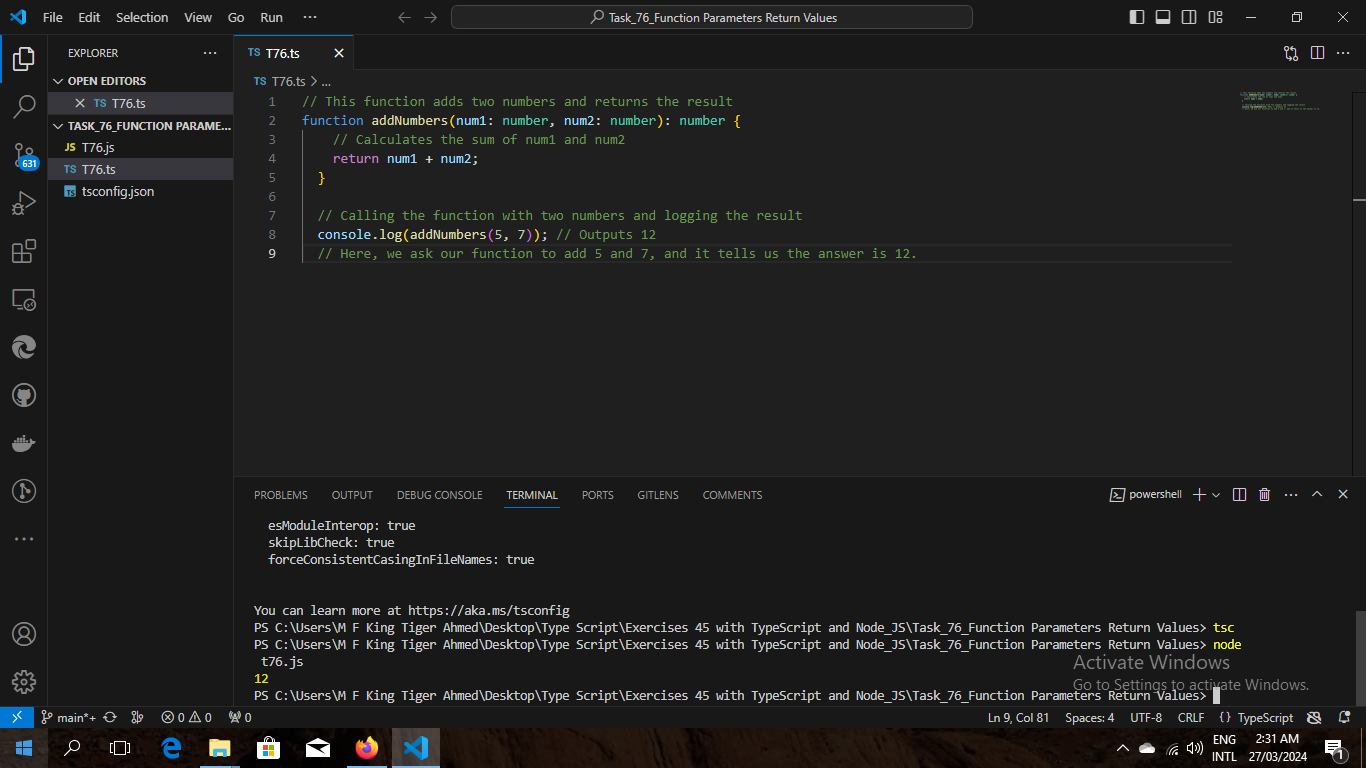 File Edit Selection View Go Run ···
Task_76_Function Parameters Return Values
EXPLORER
OPEN EDITORS
TS T76.ts
TASK_76_FUNCTION PARAME...
JS T76.js
TS T76.ts
TS tsconfig.json
631
TS T76.ts
TS T76.ts > ...
1 // This function adds two numbers and returns the result
2 function addNumbers(num1: number, num2: number): number {
3 // Calculates the sum of num1 and num2
4 return num1 + num2;
5 }
6
7 // Calling the function with two numbers and logging the result
8 console.log(addNumbers(5, 7)); // Outputs 12
9 // Here, we ask our function to add 5 and 7, and it tells us the answer is 12.
PROBLEMS OUTPUT DEBUG CONSOLE TERMINAL PORTS GITLENS COMMENTS
powershell
esModuleInterop: true
skipLibCheck: true
forceConsistentCasingInFileNames: true
You can learn more at https://aka.ms/tsconfig
PS C:\Users\M F King Tiger Ahmed\Desktop\Type Script\Exercises 45 with TypeScript and Node_JS\Task_76_Function Parameters Return Values> tsc
PS C:\Users\M F King Tiger Ahmed\Desktop\Type Script\Exercises 45 with TypeScript and Node_JS\Task_76_Function Parameters Return Values> node
t76.js
12
PS C:\Users\M F King Tiger Ahmed\Desktop\Type Script\Exercises 45 with TypeScript and Node_JS\Task_76_Function Parameters Return Values>
Activate Windows
Go to Settings to activate Windows.
main*+ 0 0 0 Ln 9, Col 81 Spaces: 4 UTF-8 CRLF {} TypeScript
ENG
INTL
2:31 AM
27/03/2024
1